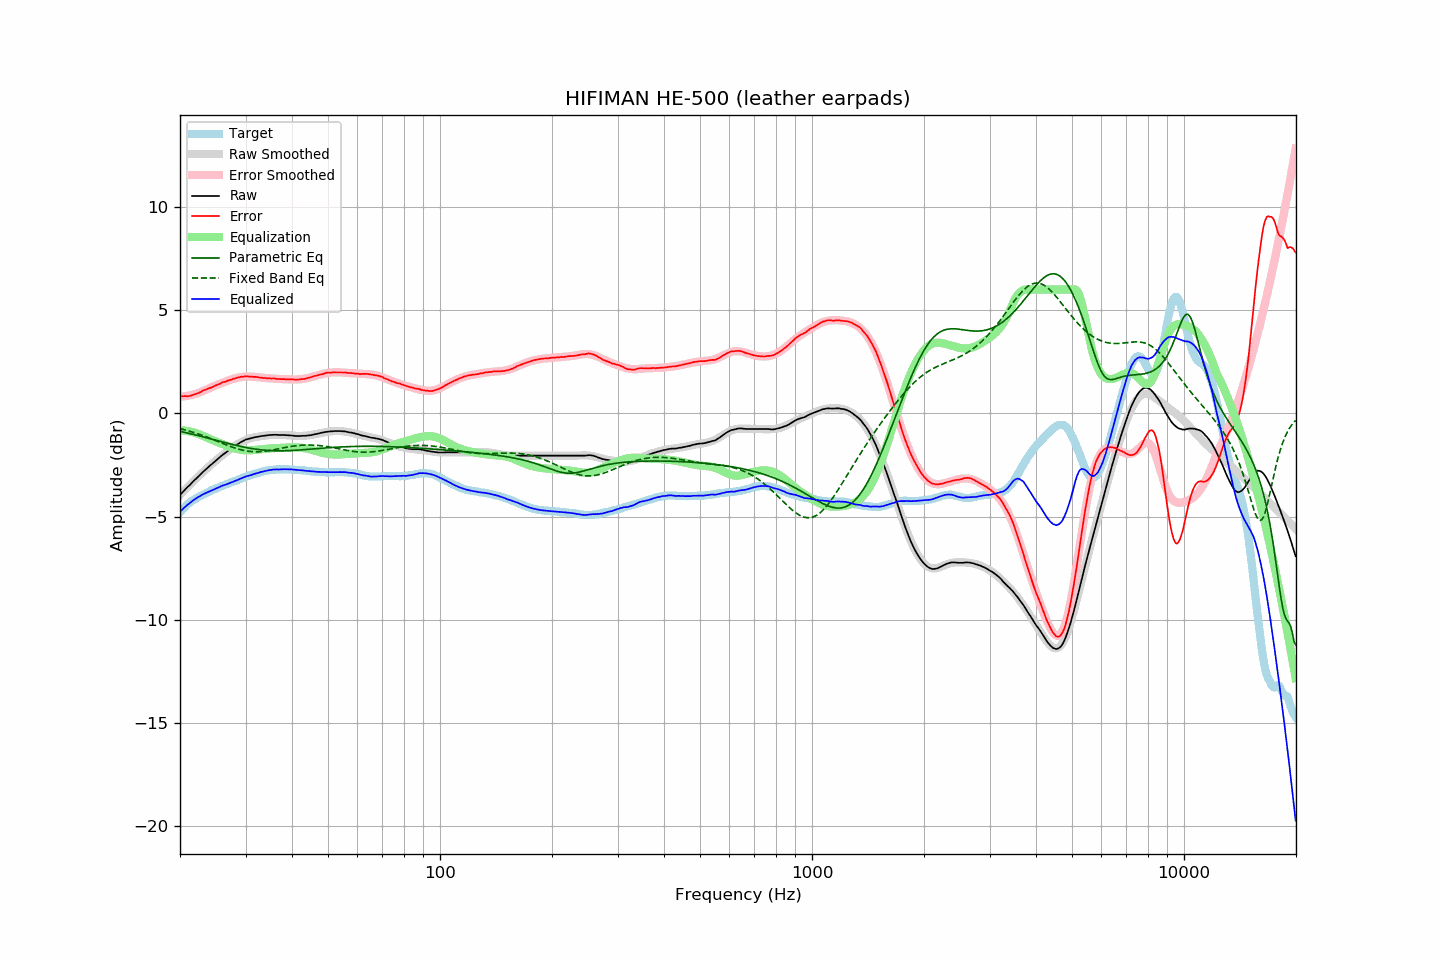 HIFIMAN HE-500 (leather earpads)
Target
Raw Smoothed
Error Smoothed
Raw
Error
Equalization
Parametric Eq
Fixed Band Eq
Equalized
10
5
0
−5
−10
−15
−20
Amplitude (dBr)
100
1000
10000
Frequency (Hz)